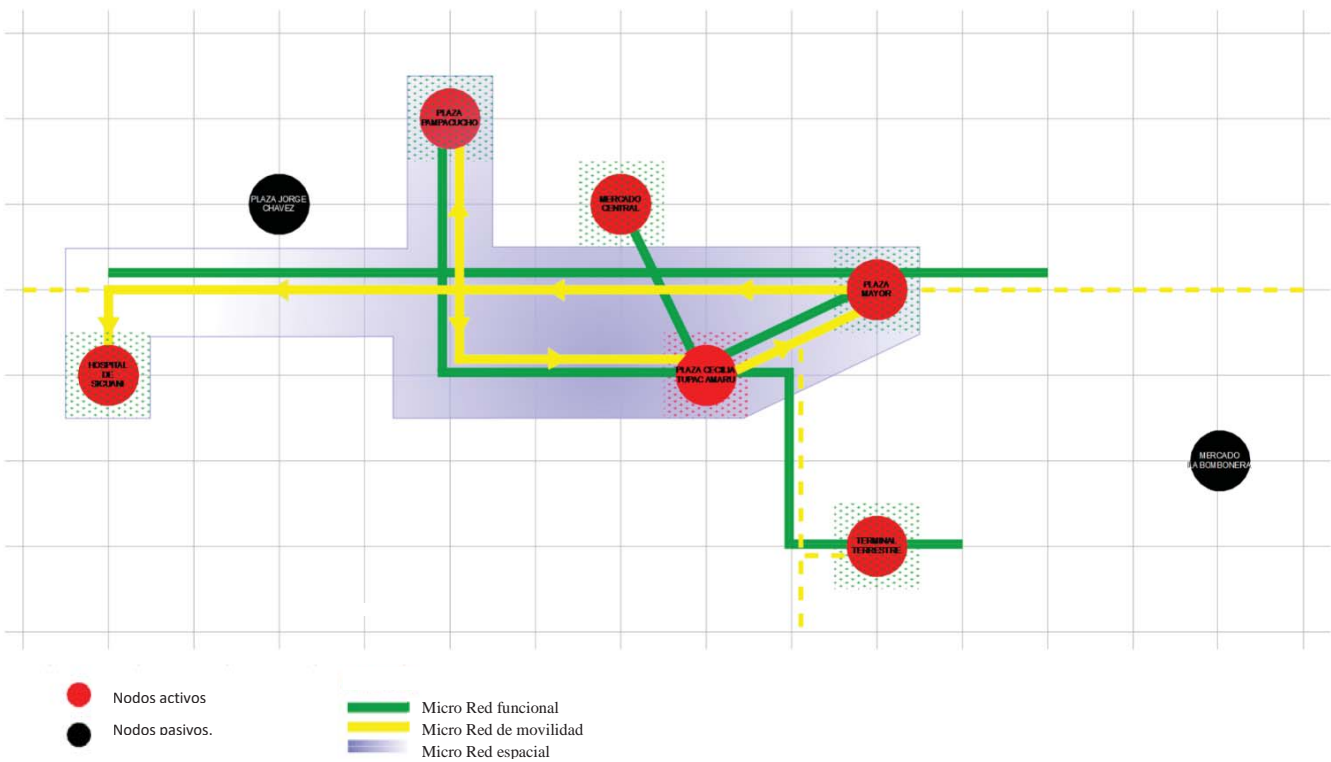 PLAZA
PAMPACUCHO
PLAZA JORGE
CHAVEZ
MERCADO
CENTRAL
PLAZA
MAYOR
HOSPITAL
DE
SICUANI
PLAZA CECILIA
TUPAC AMARU
MERCADO
LA BOMBONERA
TERMINAL
TERRESTRE
Nodos activos
Nodos pasivos.
Micro Red funcional
Micro Red de movilidad
Micro Red espacial